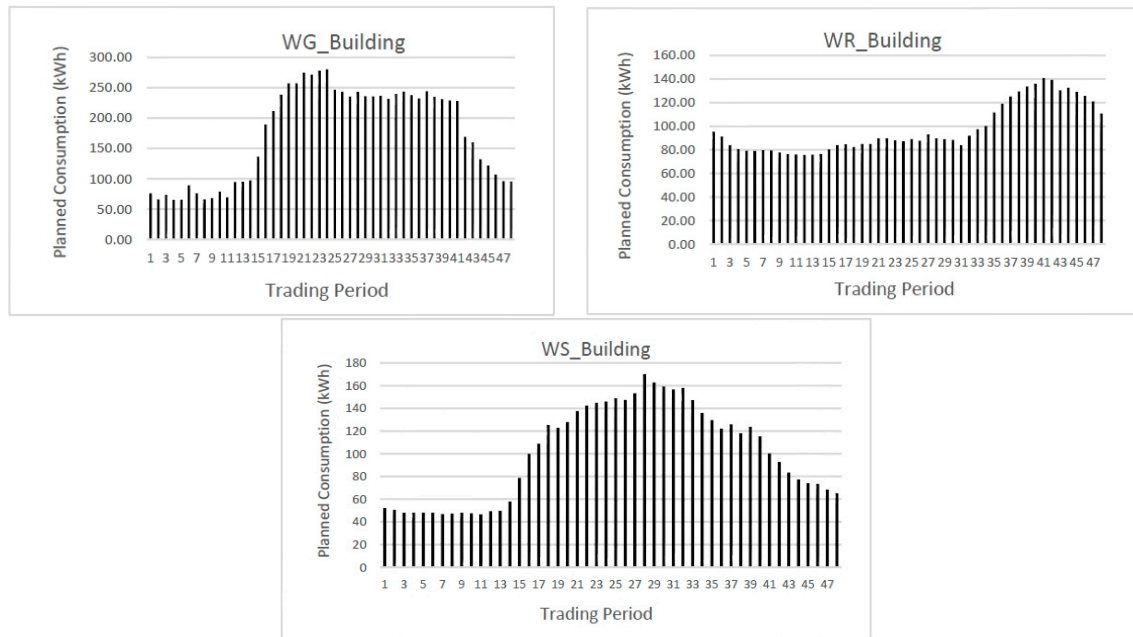 WG_Building
Planned Consumption (kWh)
300.00
250.00
200.00
150.00
100.00
50.00
0.00
1 3 5 7 9 11 13 15 17 19 21 23 25 27 29 31 33 35 37 39 41 43 45 47
Trading Period
WR_Building
Planned Consumption (kWh)
160.00
140.00
120.00
100.00
80.00
60.00
40.00
20.00
0.00
1 3 5 7 9 11 13 15 17 19 21 23 25 27 29 31 33 35 37 39 41 43 45 47
Trading Period
WS_Building
Planned Consumption (kWh)
180
160
140
120
100
80
60
40
20
0
1 3 5 7 9 11 13 15 17 19 21 23 25 27 29 31 33 35 37 39 41 43 45 47
Trading Period